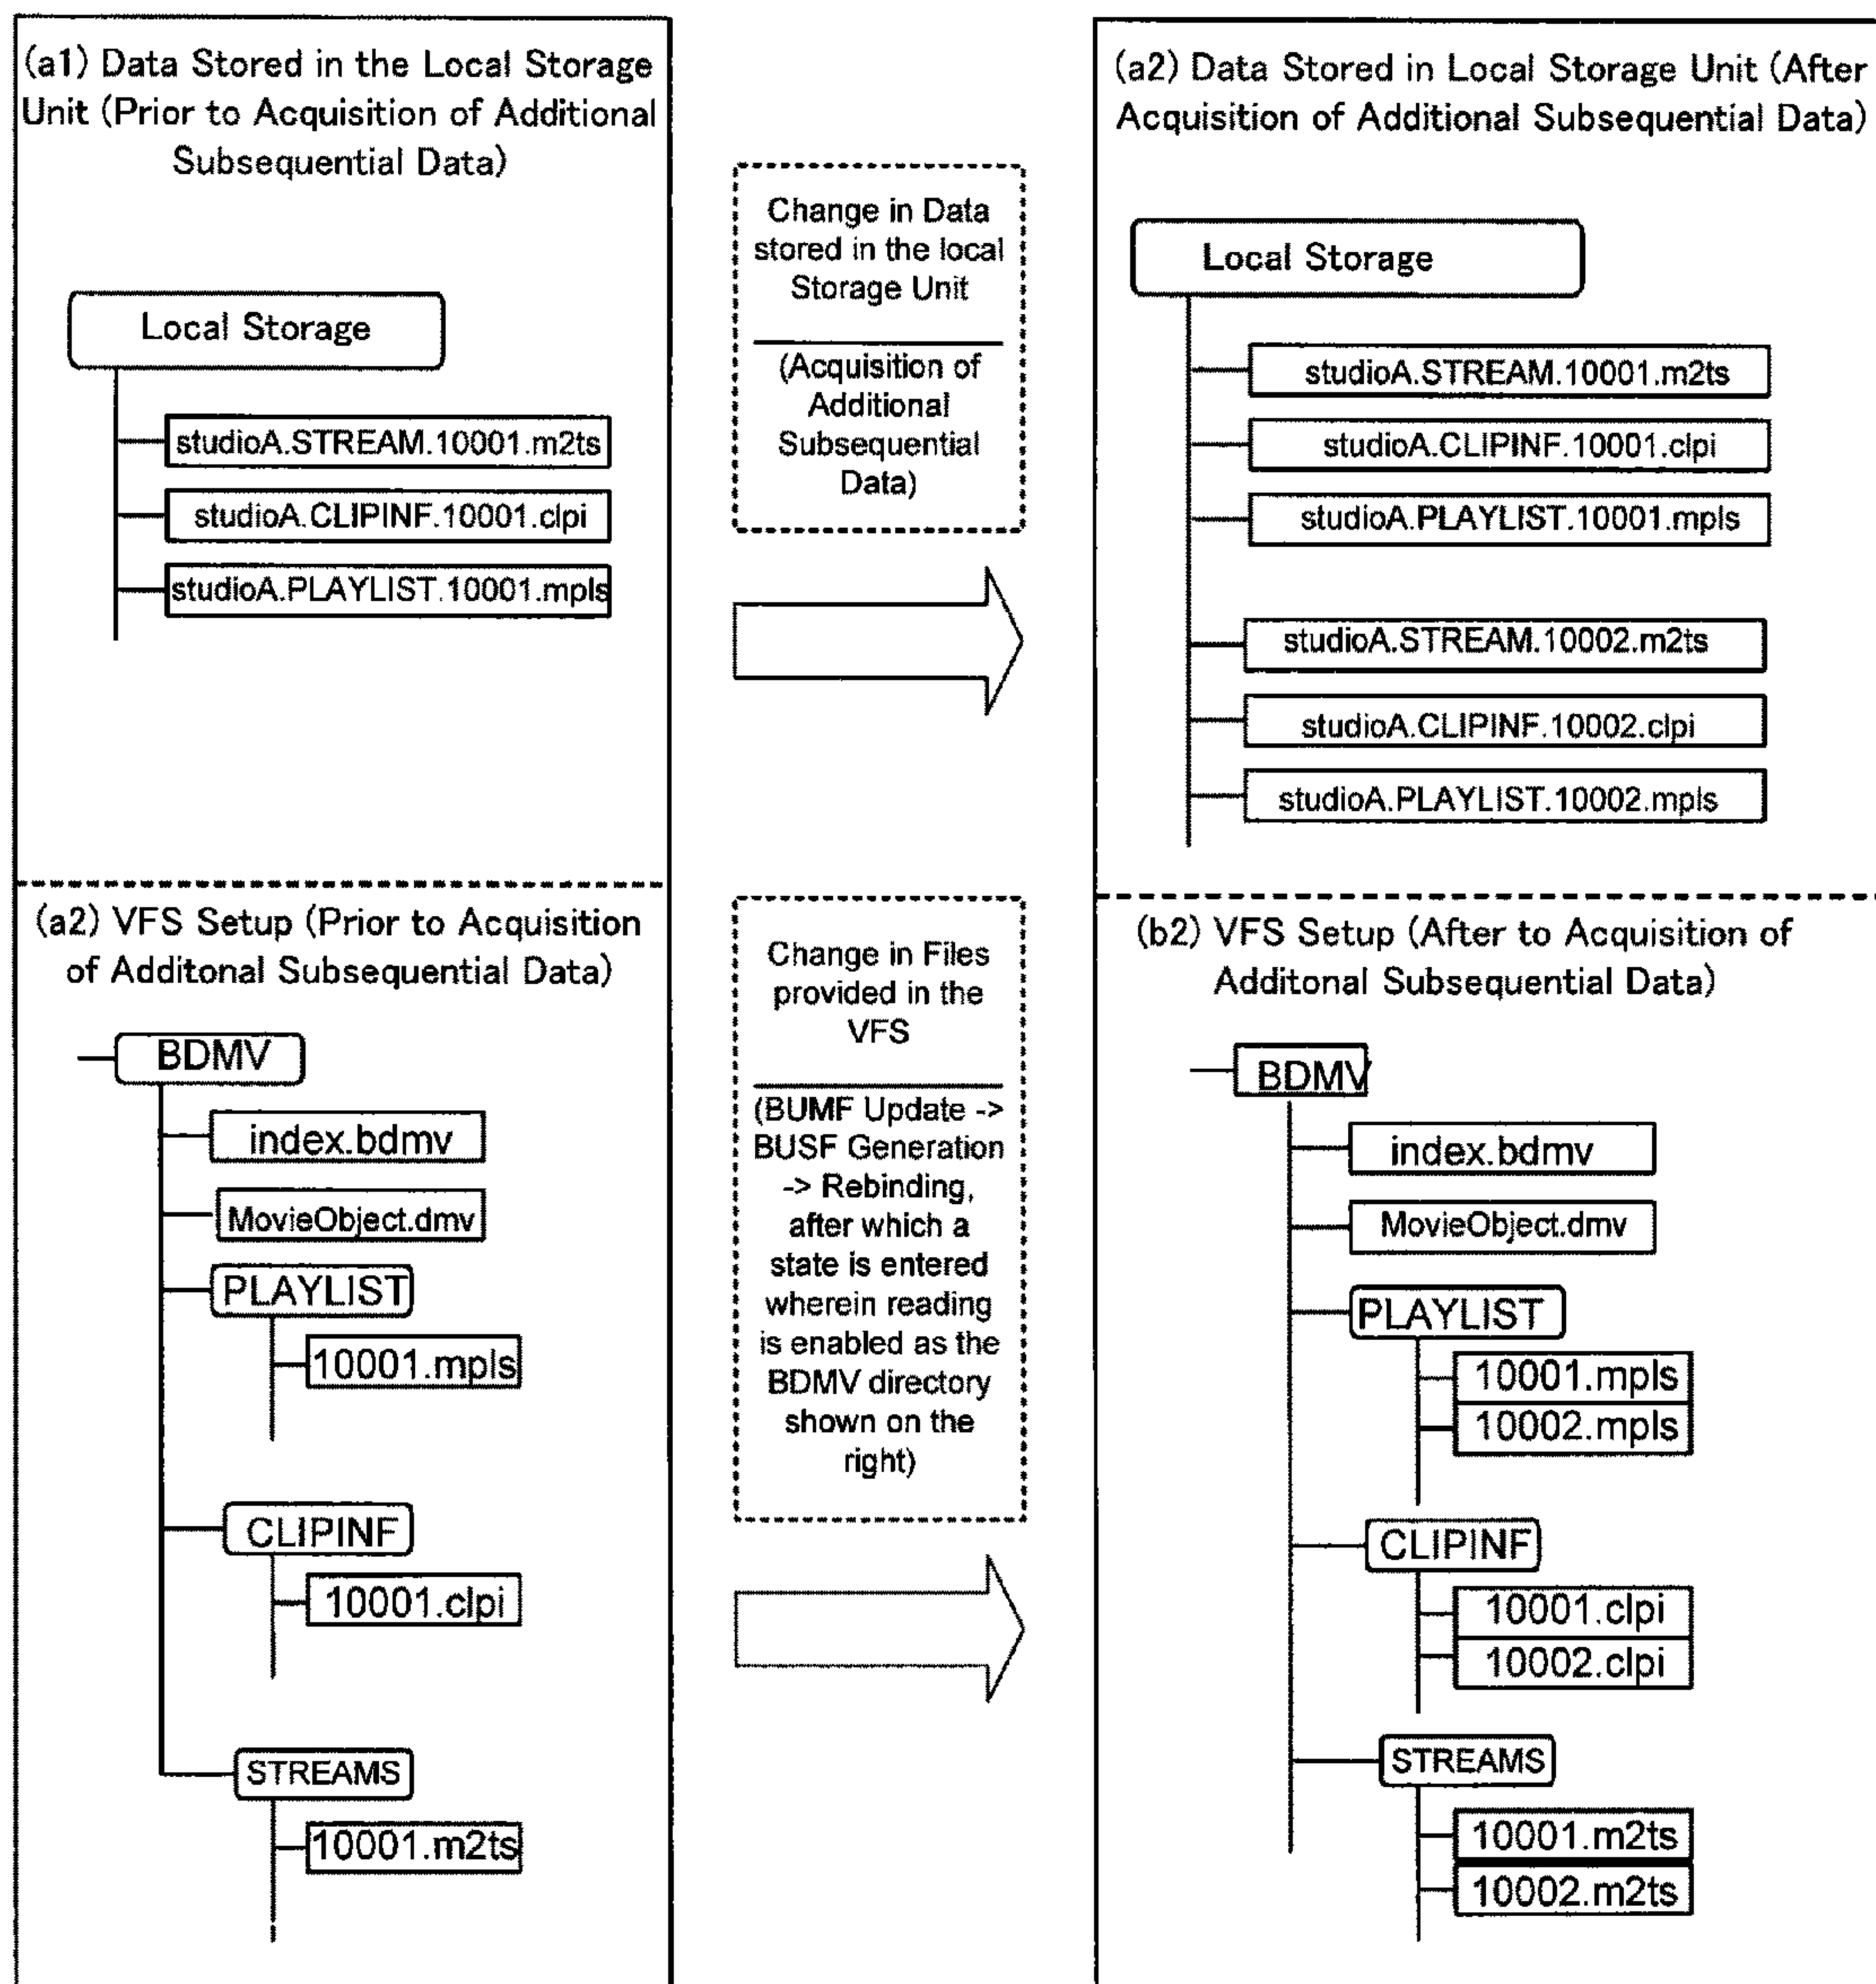 (a1) Data Stored in the Local Storage
Unit (Prior to Acquisition of Additional
Subsequential Data)
Local Storage
studioA.STREAM.10001.m2ts
studioA.CLIPINF.10001.clpi
studioA.PLAYLIST.10001.mpls
Change in Data
stored in the local
Storage Unit
(Acquisition of
Additional
Subsequential
Data)
(a2) Data Stored in Local Storage Unit (After
Acquisition of Additional Subsequential Data)
Local Storage
studioA.STREAM.10001.m2ts
studioA.CLIPINF.10001.clpi
studioA.PLAYLIST.10001.mpls
studioA.STREAM.10002.m2ts
studioA.CLIPINF.10002.clpi
studioA.PLAYLIST.10002.mpls
(a2) VFS Setup (Prior to Acquisition
of Additonal Subsequential Data)
BDMV
index.bdmv
MovieObject.dmv
PLAYLIST
10001.mpls
CLIPINF
10001.clpi
STREAMS
10001.m2ts
Change in Files
provided in the
VFS
(BUMF Update ->
BUSF Generation
-> Rebinding,
after which a
state is entered
wherein reading
is enabled as the
BDMV directory
shown on the
right)
(b2) VFS Setup (After to Acquisition of
Additonal Subsequential Data)
BDMV
index.bdmv
MovieObject.dmv
PLAYLIST
10001.mpls
10002.mpls
CLIPINF
10001.clpi
10002.clpi
STREAMS
10001.m2ts
10002.m2ts